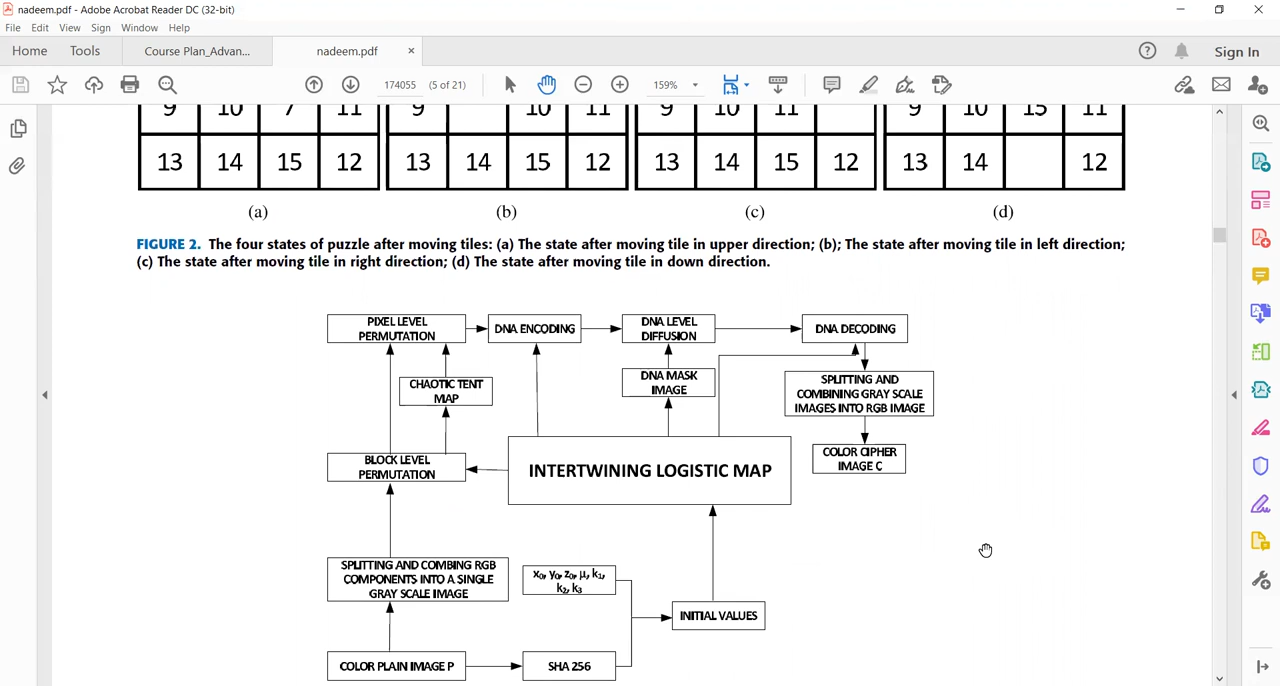 nadeem.pdf - Adobe Acrobat Reader DC (32-bit)
File Edit View Sign Window Help
Home Tools Course Plan_Advan... nadeem.pdf × Sign In
174055 (5 of 21) 159%
9 10 7 11 9 11 9 10 11 9 10 15 11
13 14 15 12 13 14 15 12 13 14 15 12 13 14 12
(a) (b) (c) (d)
FIGURE 2. The four states of puzzle after moving tiles: (a) The state after moving tile in upper direction; (b); The state after moving tile in left direction;
(c) The state after moving tile in right direction; (d) The state after moving tile in down direction.
PIXEL LEVEL
PERMUTATION
DNA ENCODING
DNA LEVEL
DIFFUSION
DNA DECODING
CHAOTIC TENT
MAP
DNA MASK
IMAGE
SPLITTING AND
COMBINING GRAY SCALE
IMAGES INTO RGB IMAGE
BLOCK LEVEL
PERMUTATION
INTERTWINING LOGISTIC MAP
COLOR CIPHER
IMAGE C
SPLITTING AND COMBING RGB
COMPONENTS INTO A SINGLE
GRAY SCALE IMAGE
x₀, y₀, z₀, μ, k₁,
k₂, k₃
INITIAL VALUES
COLOR PLAIN IMAGE P
SHA 256